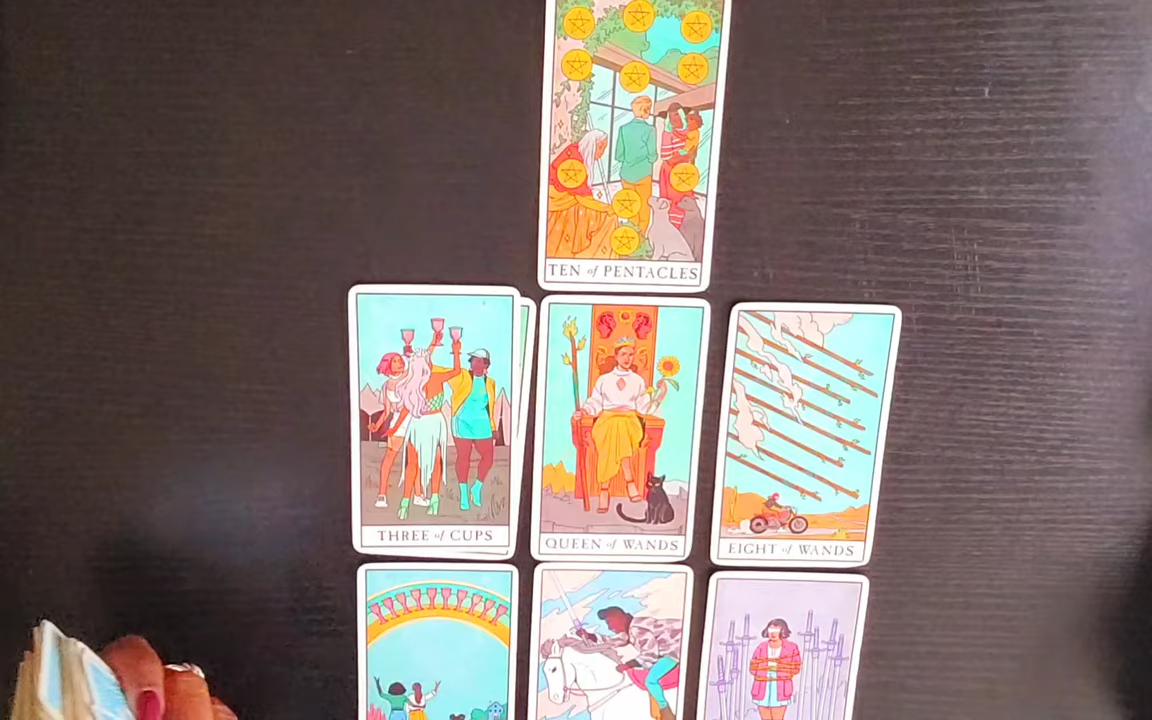 TEN of PENTACLES
THREE of CUPS
QUEEN of WANDS
EIGHT of WANDS